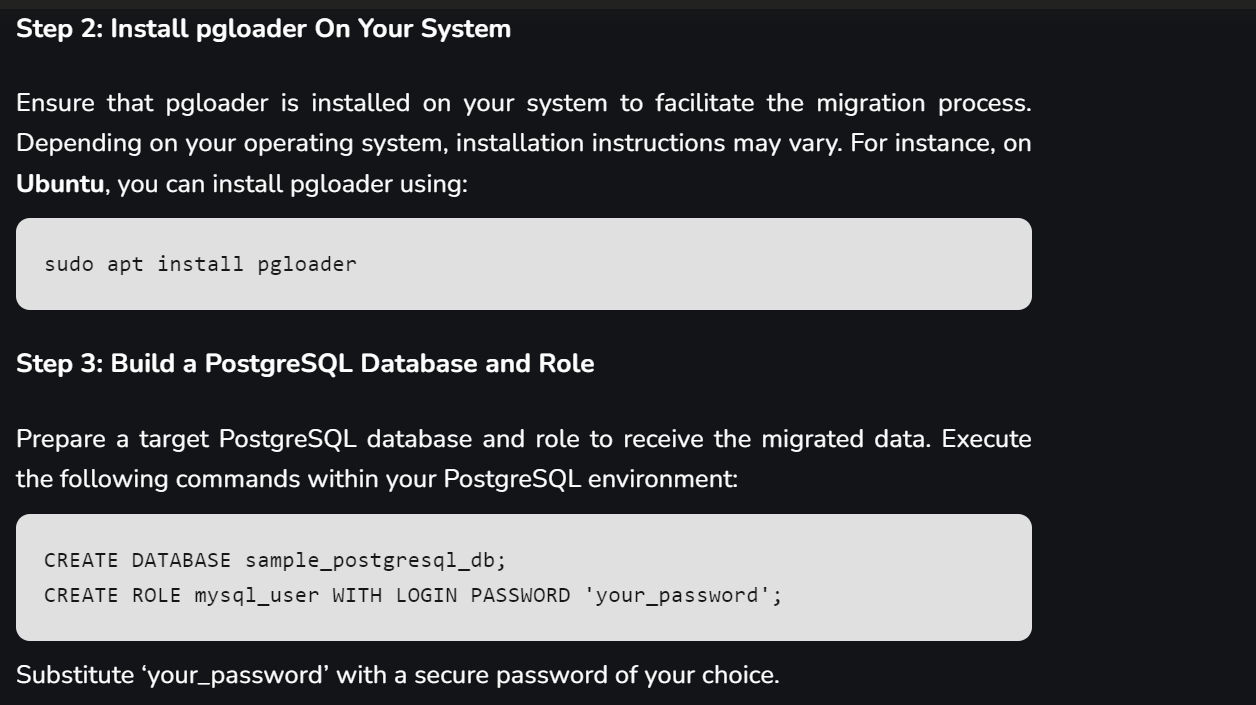 Step 2: Install pgloader On Your System
Ensure that pgloader is installed on your system to facilitate the migration process.
Depending on your operating system, installation instructions may vary. For instance, on
Ubuntu, you can install pgloader using:
sudo apt install pgloader
Step 3: Build a PostgreSQL Database and Role
Prepare a target PostgreSQL database and role to receive the migrated data. Execute
the following commands within your PostgreSQL environment:
CREATE DATABASE sample_postgresql_db;
CREATE ROLE mysql_user WITH LOGIN PASSWORD 'your_password';
Substitute ‘your_password’ with a secure password of your choice.